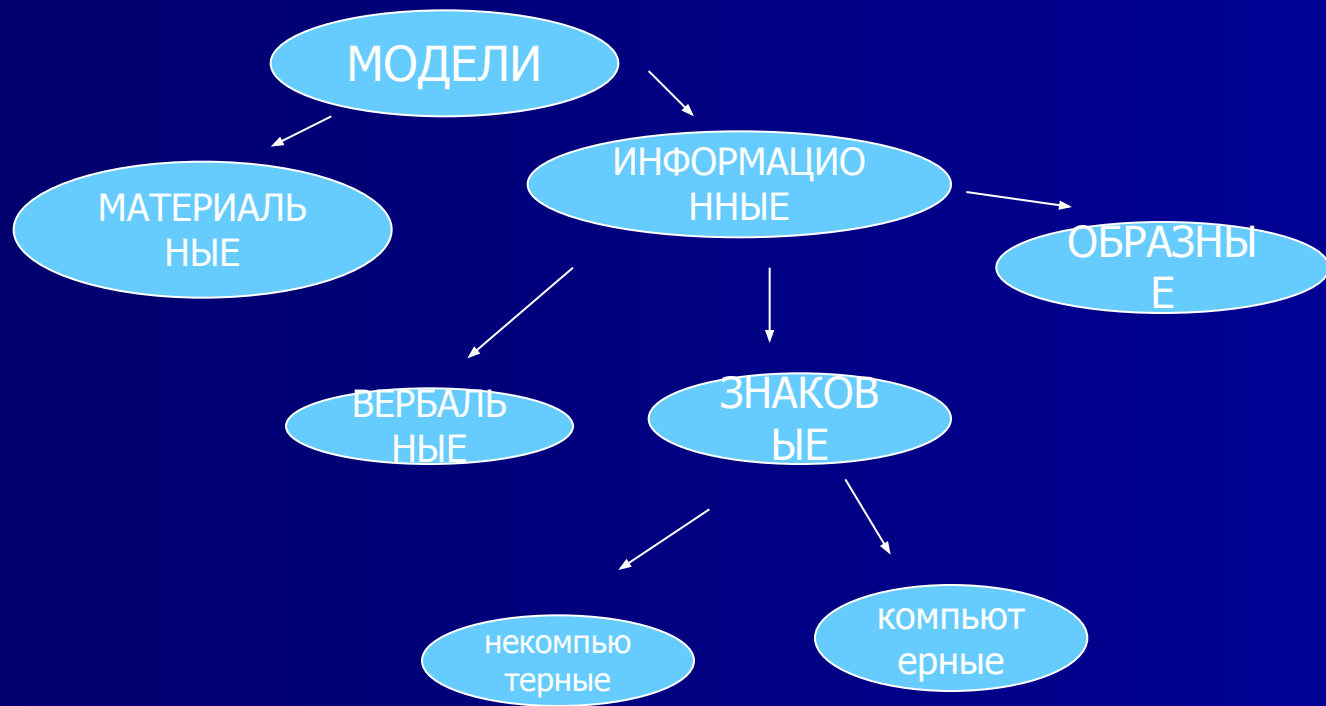 МОДЕЛИ
ИНФОРМАЦИО
ННЫЕ
МАТЕРИАЛЬ
НЫЕ
ОБРАЗНЫ
Е
ВЕРБАЛЬ
НЫЕ
ЗНАКОВ
ЫЕ
некомпью
терные
компьют
ерные